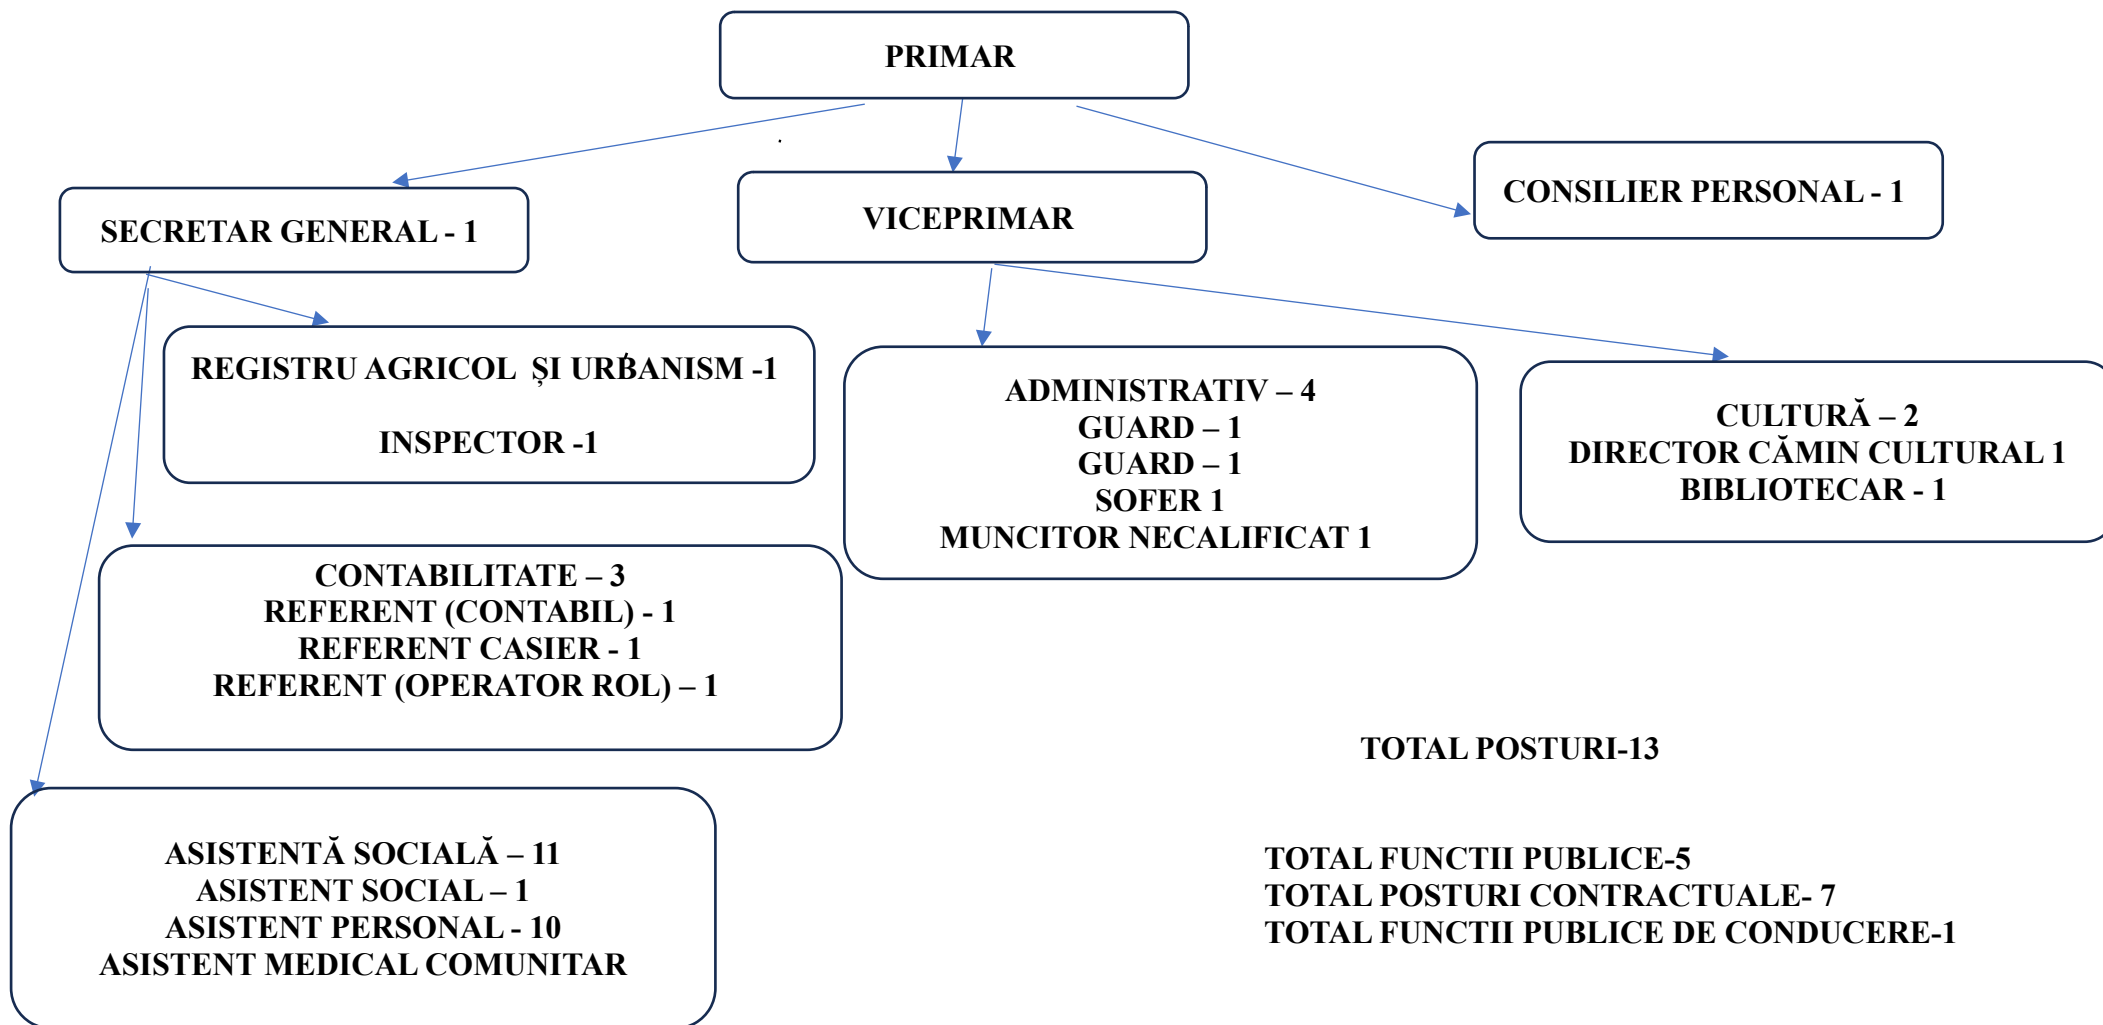 PRIMAR
SECRETAR GENERAL - 1
VICEPRIMAR
CONSILIER PERSONAL - 1
REGISTRU AGRICOL ȘI URBANISM -1
INSPECTOR -1
ADMINISTRATIV – 4
GUARD – 1
GUARD – 1
SOFER 1
MUNCITOR NECALIFICAT 1
CULTURĂ – 2
DIRECTOR CĂMIN CULTURAL 1
BIBLIOTECAR - 1
CONTABILITATE – 3
REFERENT (CONTABIL) - 1
REFERENT CASIER - 1
REFERENT (OPERATOR ROL) – 1
ASISTENTĂ SOCIALĂ – 11
ASISTENT SOCIAL – 1
ASISTENT PERSONAL - 10
ASISTENT MEDICAL COMUNITAR
TOTAL POSTURI-13
TOTAL FUNCTII PUBLICE-5
TOTAL POSTURI CONTRACTUALE- 7
TOTAL FUNCTII PUBLICE DE CONDUCERE-1